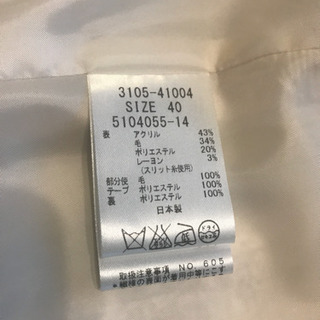 3105-41004
SIZE 40
5104055-14
表 アクリル 43%
毛 34%
ポリエステル 20%
レーヨン 3%
(スリット糸使用)
部分使 毛 100%
テープ ポリエステル 100%
裏 ポリエステル 100%
日本製
ドライ
取扱注意事項 NO.605